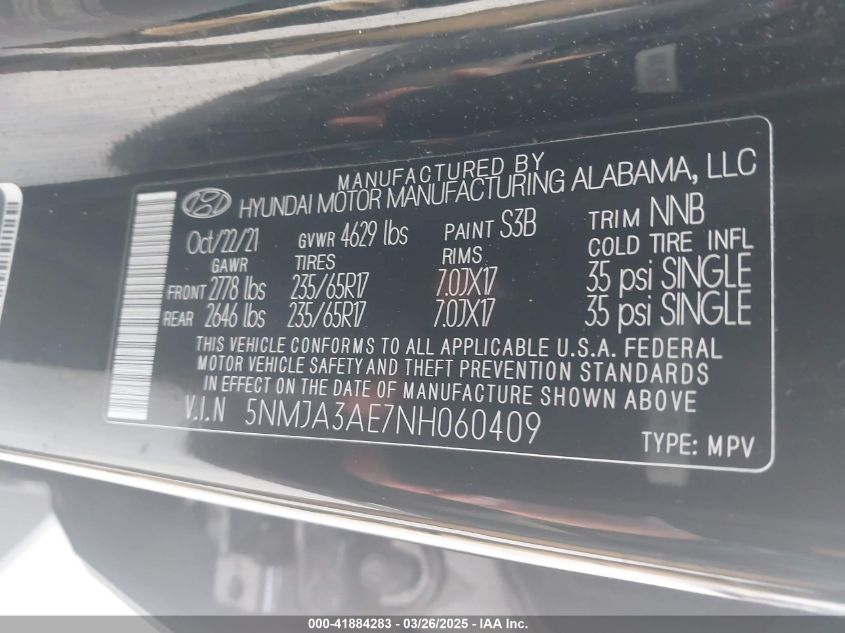 MANUFACTURED BY
HYUNDAI MOTOR MANUFACTURING ALABAMA, LLC
Oct/22/21 GVWR 4629 lbs PAINT S3B TRIM NNB
GAWR TIRES RIMS COLD TIRE INFL
FRONT 2778 lbs 235/65R17 7.0JX17 35 psi SINGLE
REAR 2646 lbs 235/65R17 7.0JX17 35 psi SINGLE
THIS VEHICLE CONFORMS TO ALL APPLICABLE U.S.A. FEDERAL
MOTOR VEHICLE SAFETY AND THEFT PREVENTION STANDARDS
IN EFFECT ON THE DATE OF MANUFACTURE SHOWN ABOVE
V.I.N 5NMJA3AE7NH060409
TYPE: MPV
000-41884283 - 03/26/2025 - IAA Inc.